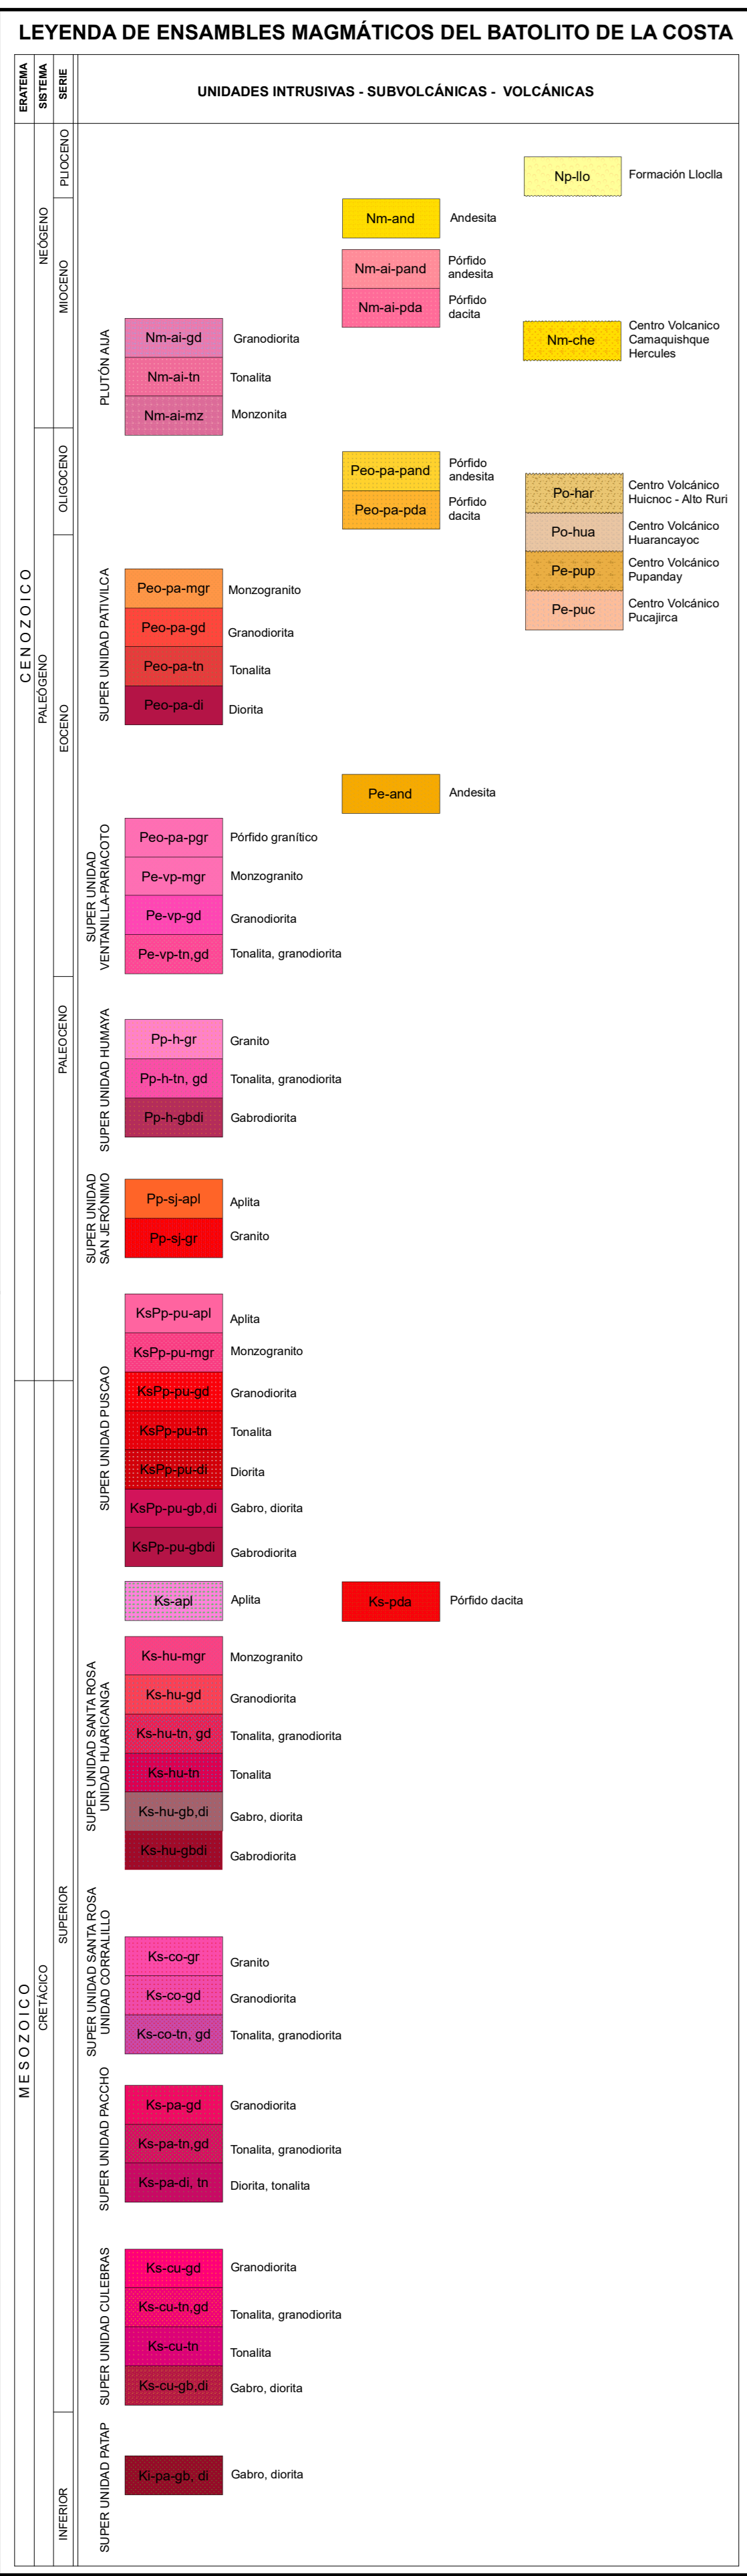 LEYENDA DE ENSAMBLES MAGMÁTICOS DEL BATOLITO DE LA COSTA
ERATEMA
SISTEMA
SERIE
UNIDADES INTRUSIVAS - SUBVOLCÁNICAS - VOLCÁNICAS
CENOZOICO
NEÓGENO
PLIOCENO
Np-llo
Formación Lloclla
MIOCENO
Nm-and
Andesita
Nm-ai-pand
Pórfido
andesita
Nm-ai-pda
Pórfido
dacita
Nm-che
Centro Volcanico
Camaquishque
Hercules
PLUTÓN AIJA
Nm-ai-gd
Granodiorita
Nm-ai-tn
Tonalita
Nm-ai-mz
Monzonita
PALEÓGENO
OLIGOCENO
Peo-pa-pand
Pórfido
andesita
Peo-pa-pda
Pórfido
dacita
Po-har
Centro Volcánico
Huicnoc - Alto Ruri
Po-hua
Centro Volcánico
Huarancayoc
Pe-pup
Centro Volcánico
Pupanday
Pe-puc
Centro Volcánico
Pucajirca
EOCENO
SUPER UNIDAD PATIVILCA
Peo-pa-mgr
Monzogranito
Peo-pa-gd
Granodiorita
Peo-pa-tn
Tonalita
Peo-pa-di
Diorita
Pe-and
Andesita
SUPER UNIDAD
VENTANILLA-PARIACOTO
Peo-pa-pgr
Pórfido granítico
Pe-vp-mgr
Monzogranito
Pe-vp-gd
Granodiorita
Pe-vp-tn,gd
Tonalita, granodiorita
PALEOCENO
SUPER UNIDAD HUMAYA
Pp-h-gr
Granito
Pp-h-tn, gd
Tonalita, granodiorita
Pp-h-gbdi
Gabrodiorita
SUPER UNIDAD
SAN JERÓNIMO
Pp-sj-apl
Aplita
Pp-sj-gr
Granito
SUPER UNIDAD PUSCAO
KsPp-pu-apl
Aplita
KsPp-pu-mgr
Monzogranito
KsPp-pu-gd
Granodiorita
KsPp-pu-tn
Tonalita
KsPp-pu-di
Diorita
KsPp-pu-gb,di
Gabro, diorita
KsPp-pu-gbdi
Gabrodiorita
MESOZOICO
CRETÁCICO
SUPERIOR
Ks-apl
Aplita
Ks-pda
Pórfido dacita
SUPER UNIDAD SANTA ROSA
UNIDAD HUARICANGA
Ks-hu-mgr
Monzogranito
Ks-hu-gd
Granodiorita
Ks-hu-tn, gd
Tonalita, granodiorita
Ks-hu-tn
Tonalita
Ks-hu-gb,di
Gabro, diorita
Ks-hu-gbdi
Gabrodiorita
SUPER UNIDAD SANTA ROSA
UNIDAD CORRALILLO
Ks-co-gr
Granito
Ks-co-gd
Granodiorita
Ks-co-tn, gd
Tonalita, granodiorita
SUPER UNIDAD PACCHO
Ks-pa-gd
Granodiorita
Ks-pa-tn,gd
Tonalita, granodiorita
Ks-pa-di, tn
Diorita, tonalita
SUPER UNIDAD CULEBRAS
Ks-cu-gd
Granodiorita
Ks-cu-tn,gd
Tonalita, granodiorita
Ks-cu-tn
Tonalita
Ks-cu-gb,di
Gabro, diorita
INFERIOR
SUPER UNIDAD PATAP
Ki-pa-gb, di
Gabro, diorita